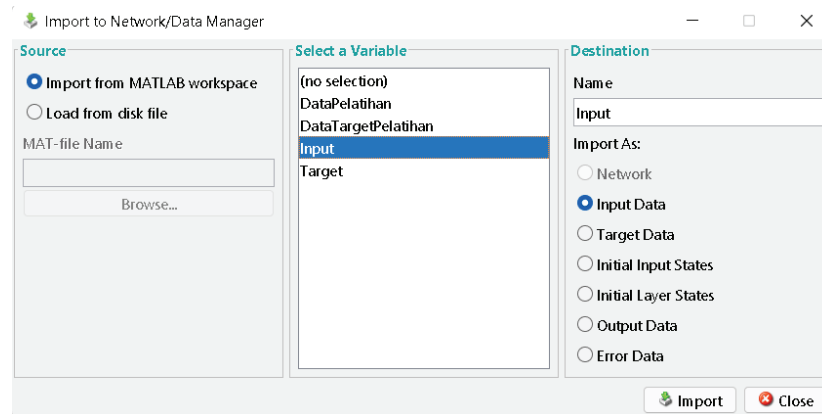 Import to Network/Data Manager
Source
Import from MATLAB workspace
Load from disk file
MAT-file Name
Browse...
Select a Variable
(no selection)
DataPelatihan
DataTargetPelatihan
Input
Target
Destination
Name
Input
Import As:
Network
Input Data
Target Data
Initial Input States
Initial Layer States
Output Data
Error Data
Import
Close